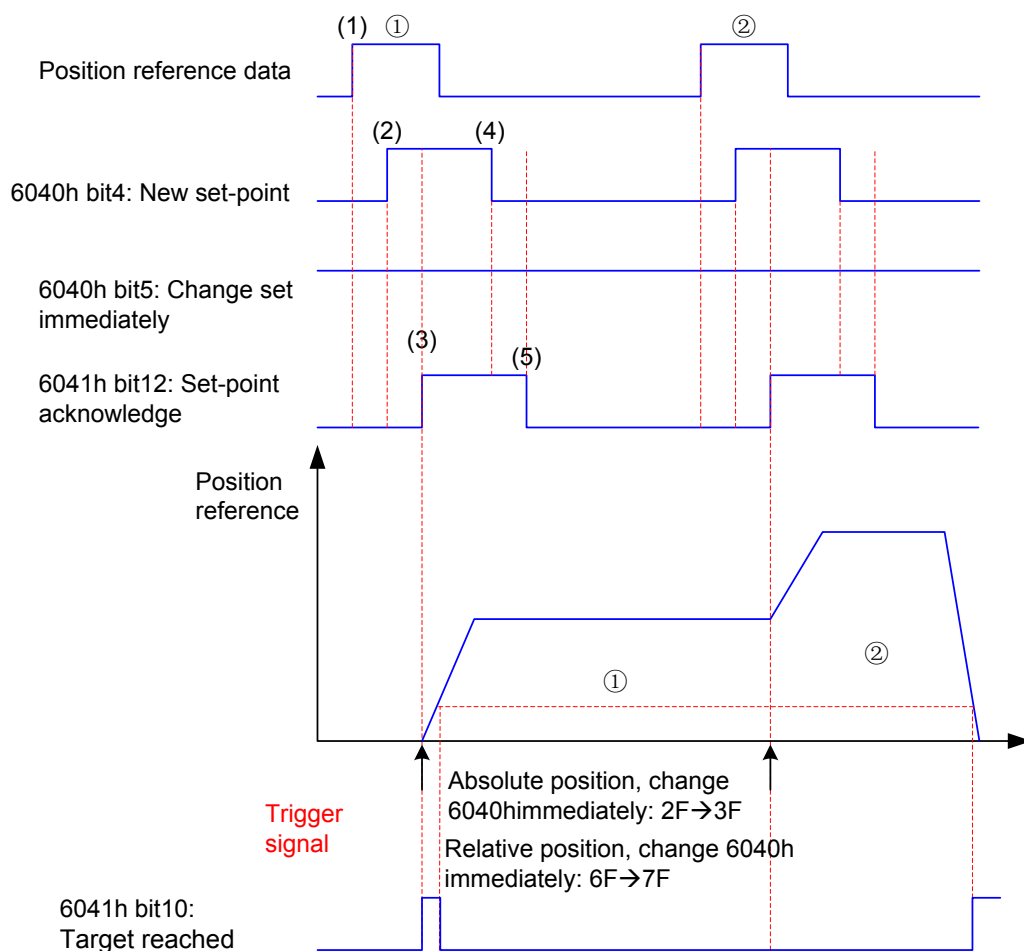 (1)
①
②
Position reference data
(2)
(4)
6040h bit4: New set-point
6040h bit5: Change set
immediately
(3)
(5)
6041h bit12: Set-point
acknowledge
Position
reference
①
②
Absolute position, change
6040himmediately: 2F→3F
Trigger
signal
Relative position, change 6040h
immediately: 6F→7F
6041h bit10:
Target reached